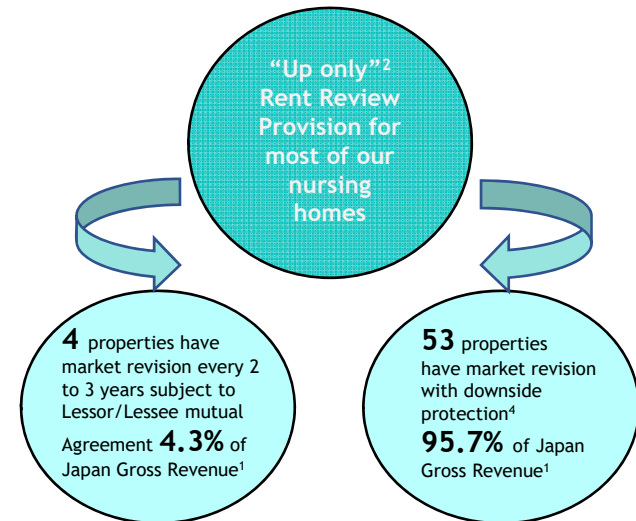 “Up only”²
Rent Review
Provision for
most of our
nursing
homes
4 properties have
market revision every 2
to 3 years subject to
Lessor/Lessee mutual
Agreement 4.3% of
Japan Gross Revenue¹
53 properties
have market revision
with downside
protection⁴
95.7% of Japan
Gross Revenue¹